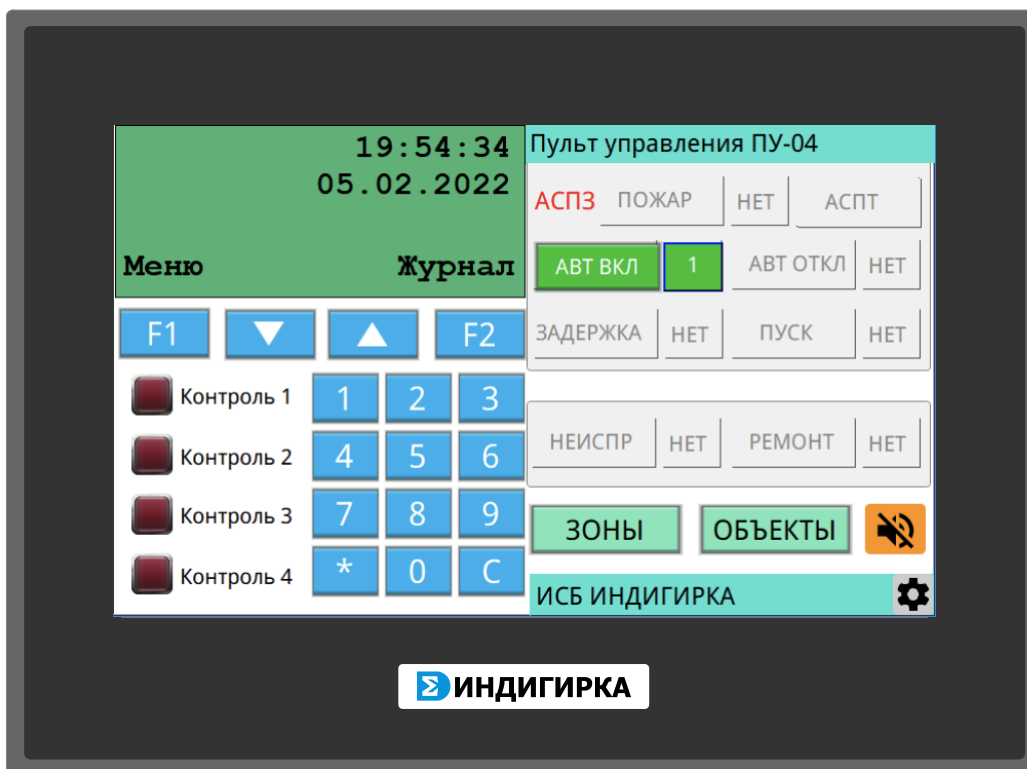 19:54:34
05.02.2022
Меню Журнал
F1 F2
Контроль 1
Контроль 2
Контроль 3
Контроль 4
1 2 3
4 5 6
7 8 9
* 0 C
Пульт управления ПУ-04
АСПЗ ПОЖАР НЕТ АСПТ
АВТ ВКЛ 1 АВТ ОТКЛ НЕТ
ЗАДЕРЖКА НЕТ ПУСК НЕТ
НЕИСПР НЕТ РЕМОНТ НЕТ
ЗОНЫ ОБЪЕКТЫ
ИСБ ИНДИГИРКА
ИНДИГИРКА